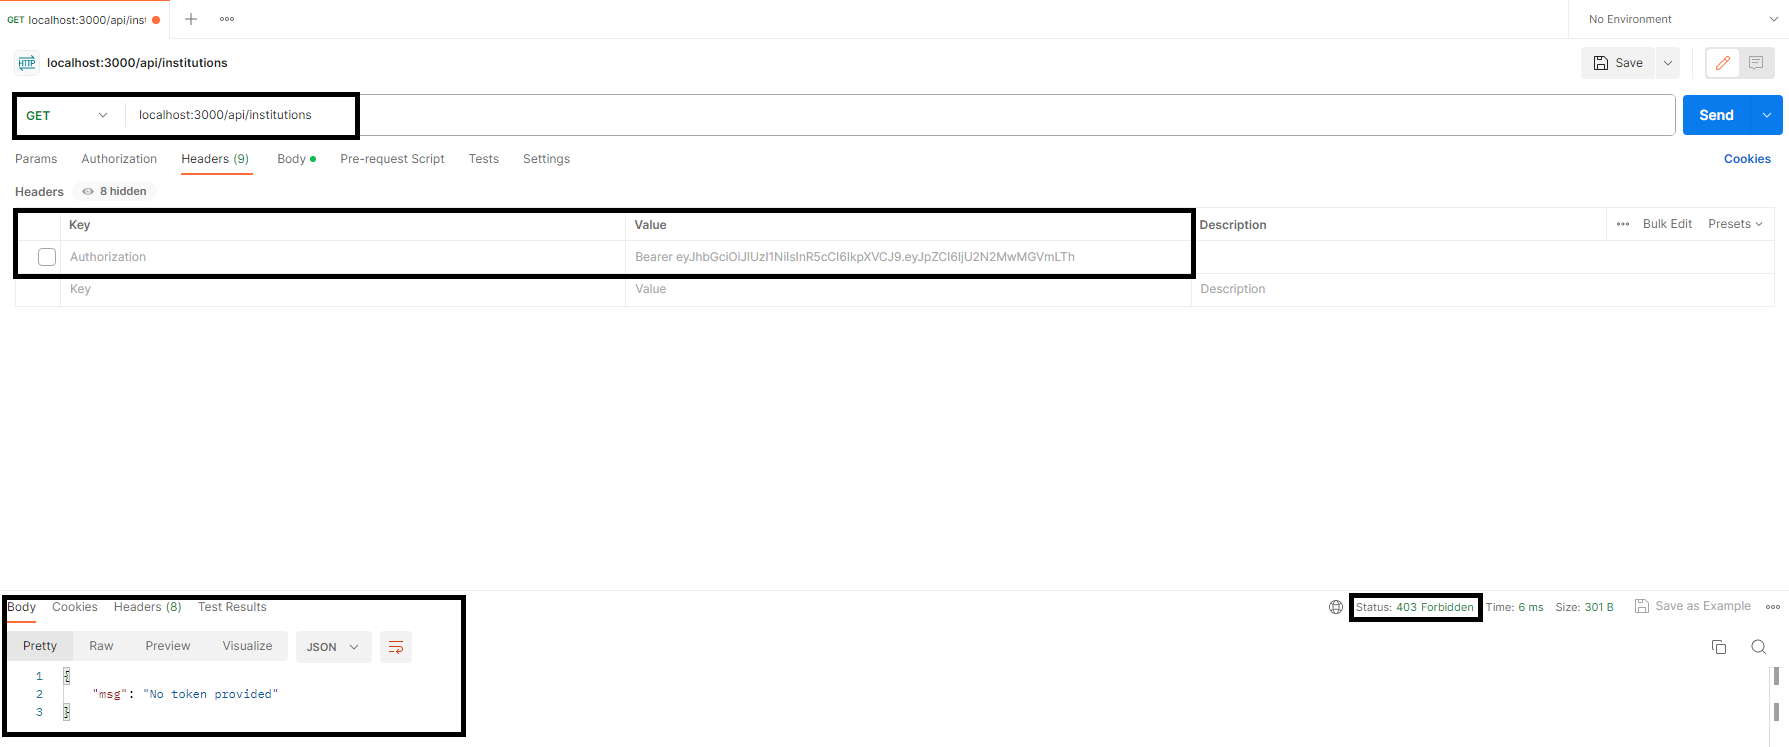 GET localhost:3000/api/inst
No Environment
HTTP
localhost:3000/api/institutions
Save
GET localhost:3000/api/institutions
Send
Params Authorization Headers (9) Body Pre-request Script Tests Settings Cookies
Headers 8 hidden
Key Value Description Bulk Edit Presets
Authorization Bearer eyJhbGciOiJIUzI1NiIsInR5cCI6IkpXVCJ9.eyJpZCI6IjU2N2MwMGVmLTh
Key Value Description
Body Cookies Headers (8) Test Results Status: 403 Forbidden Time: 6 ms Size: 301 B Save as Example
Pretty Raw Preview Visualize JSON
1 {
2 "msg": "No token provided"
3 }